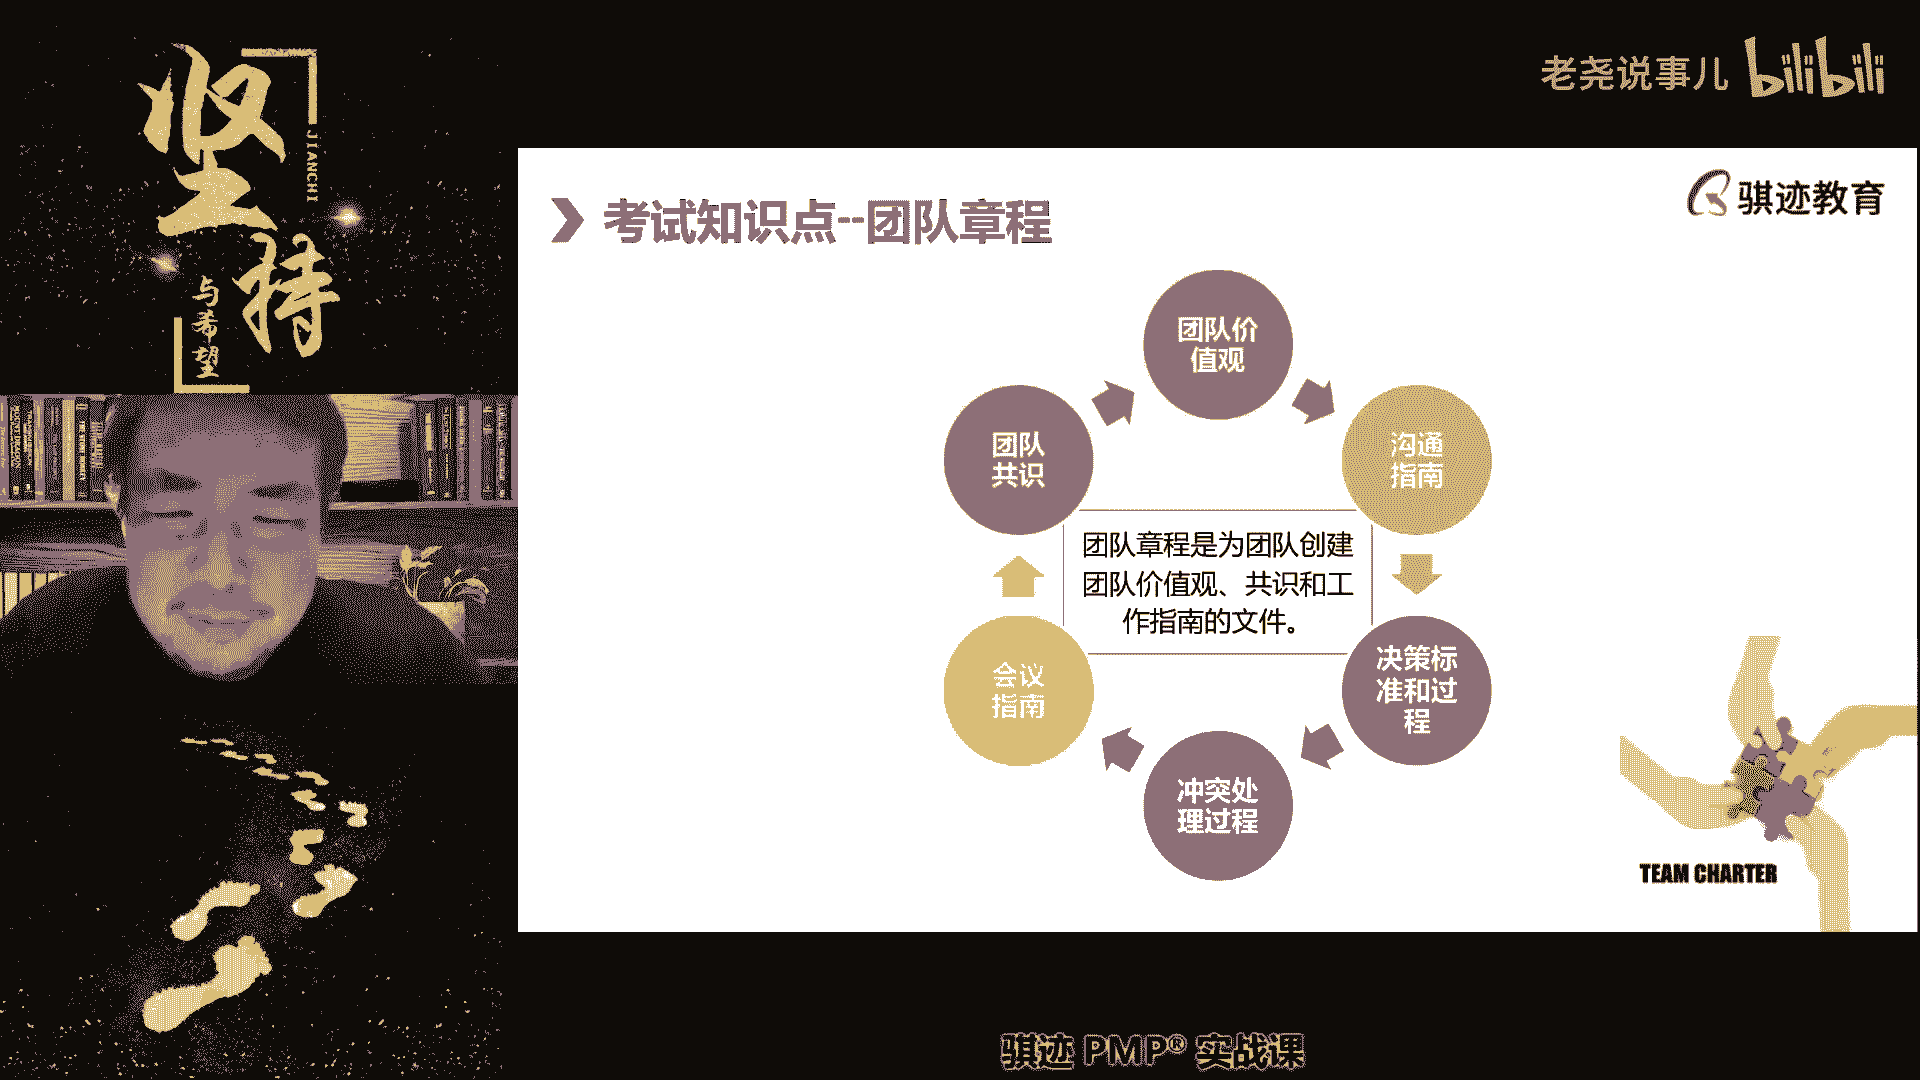 坚持
JIANCHI
与希望
老尧说事儿 bilibili
骐迹教育
考试知识点--团队章程
团队价
值观
团队
共识
沟通
指南
团队章程是为团队创建
团队价值观、共识和工
作指南的文件。
会议
指南
决策标
准和过
程
冲突处
理过程
TEAM CHARTER
骐迹 PMP® 实战课